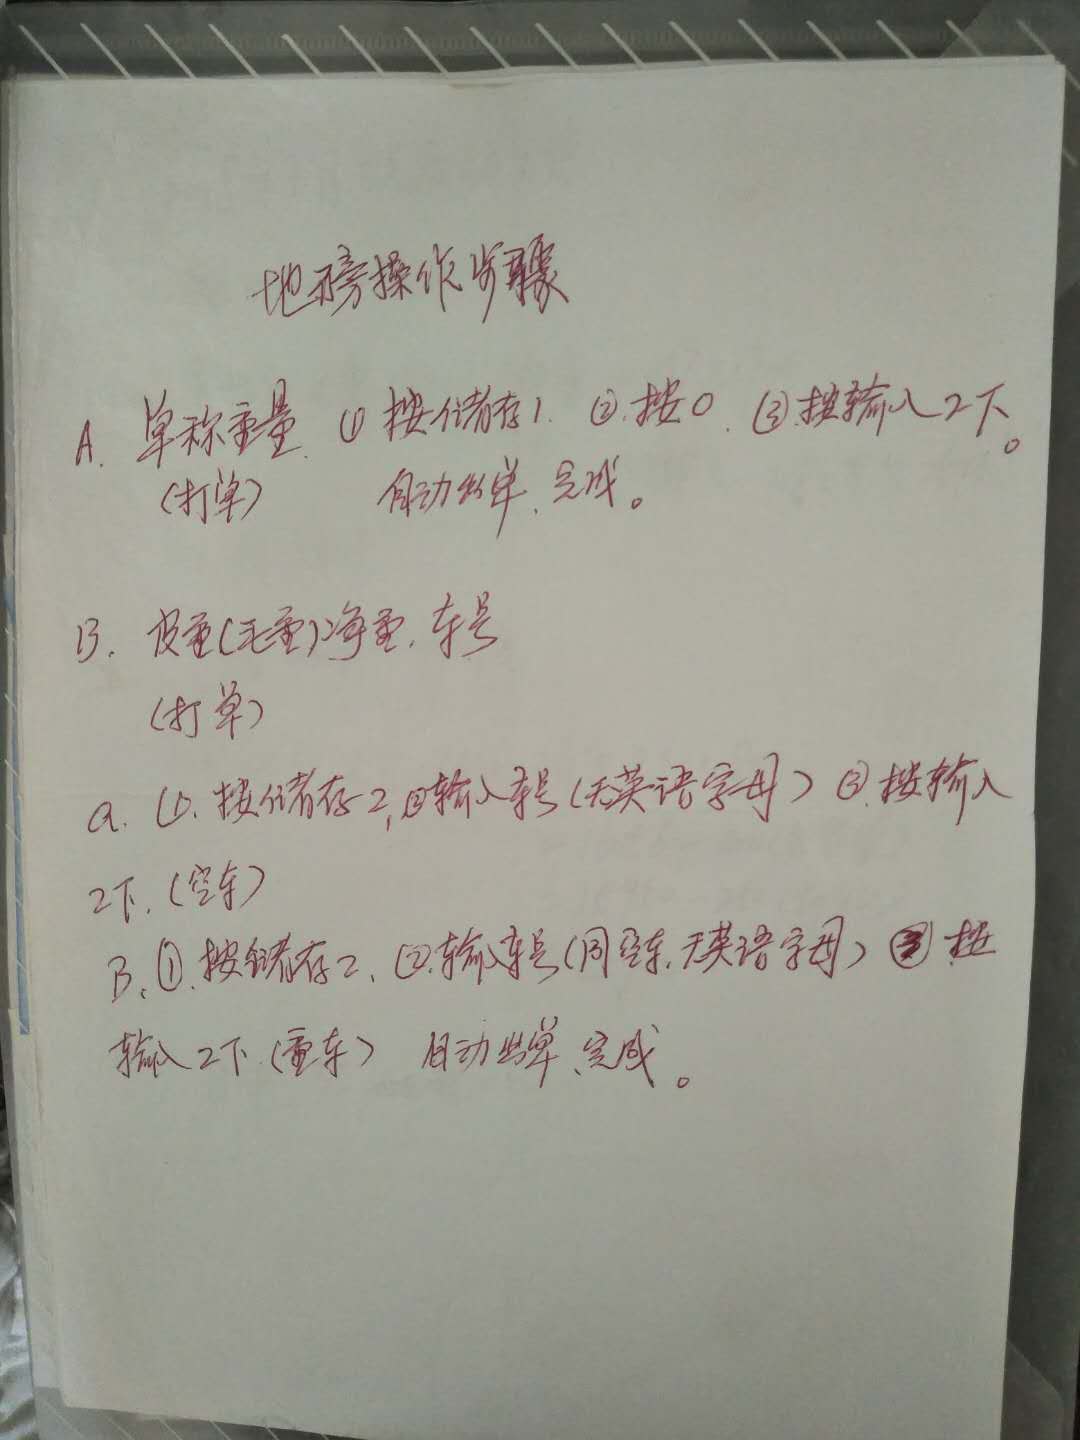 地磅操作步骤
A. 单称重量. ① 按储存1. ②.按0. ③.按输入2下。
(打单) 自动出单、完成。
B. 皮重(毛重)净重.车号
(打单)
a. ①.按储存2,②输入车号(无英语字母) ③.按输入
2下.(空车)
B.①.按储存2、②.输入车号(同空车.无英语字母) ③ 按
输入2下.(重车) 自动出单、完成。